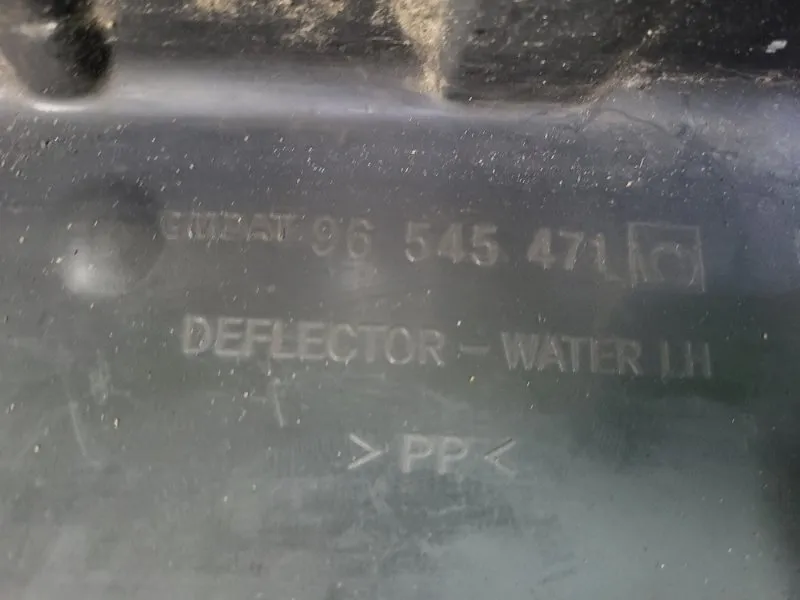 GMDAT 96 545 471 C
DEFLECTOR - WATER LH
>PP<